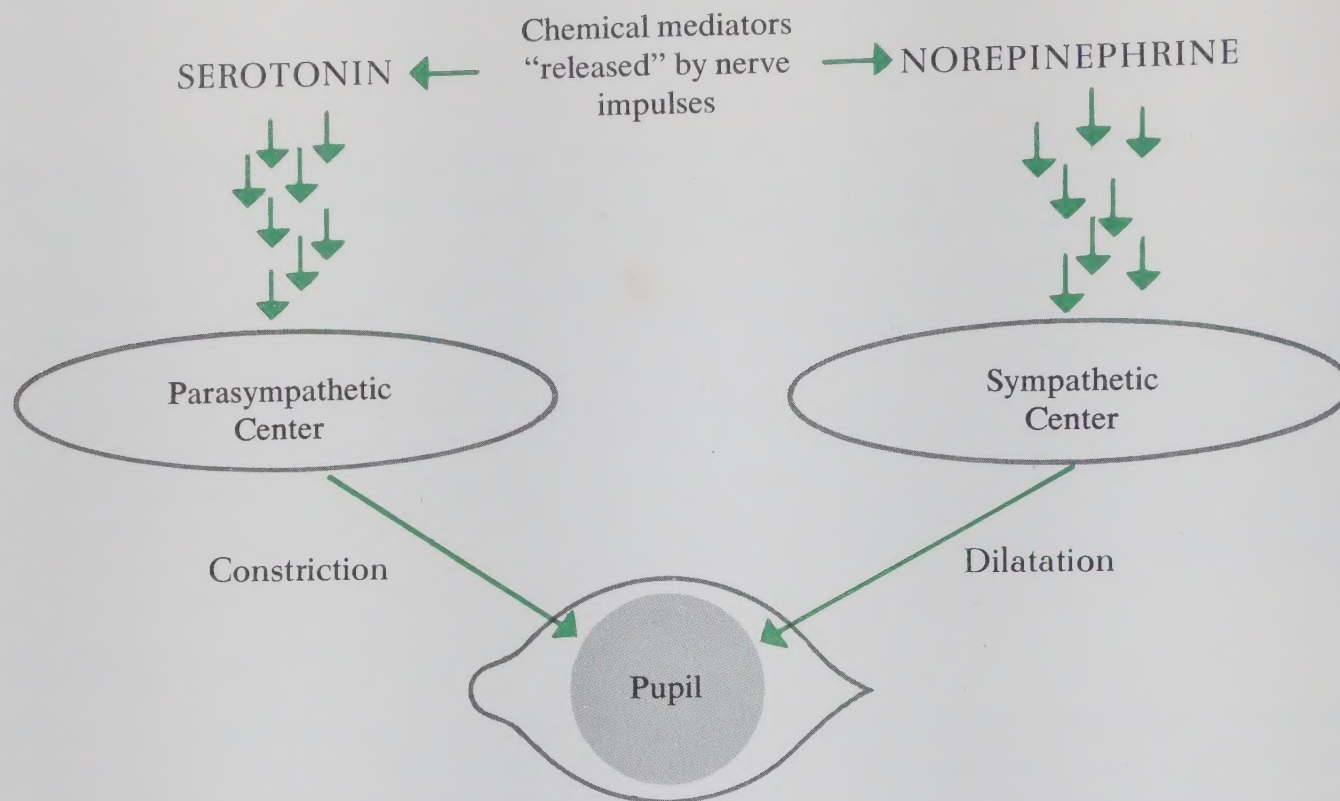 Chemical mediators
“released” by nerve
impulses
SEROTONIN
NOREPINEPHRINE
Parasympathetic
Center
Sympathetic
Center
Constriction
Dilatation
Pupil